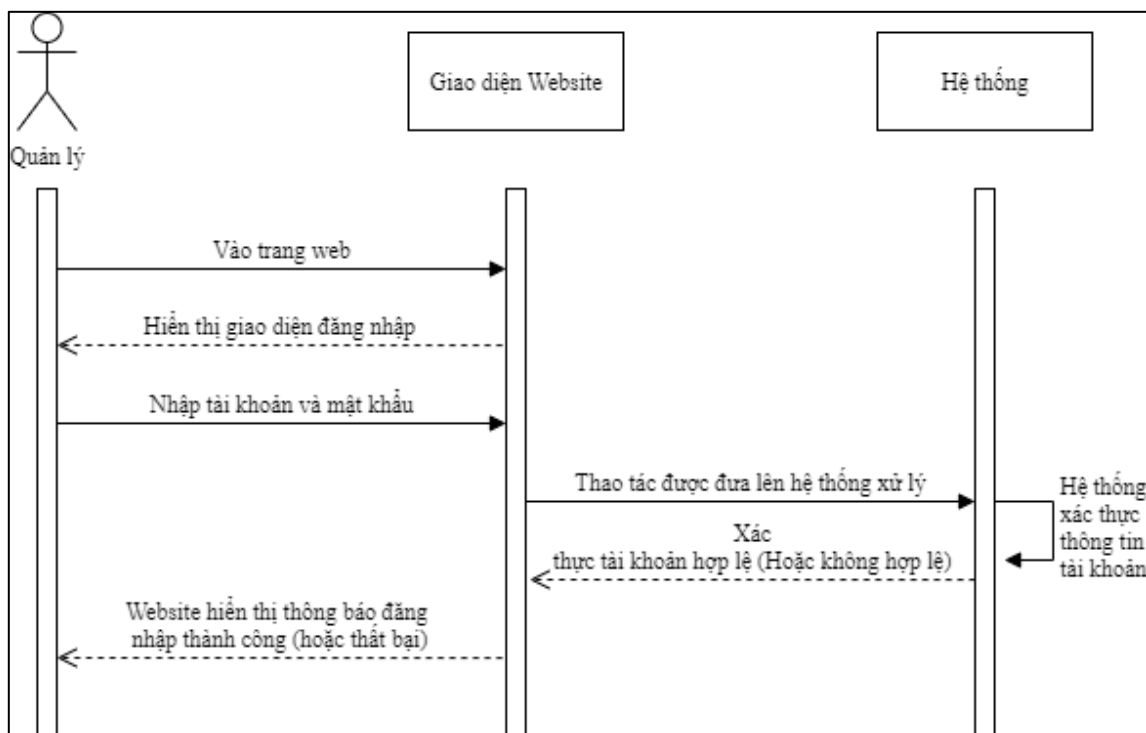 Giao diện Website
Hệ thống
Quản lý
Vào trang web
Hiển thị giao diện đăng nhập
Nhập tài khoản và mật khẩu
Thao tác được đưa lên hệ thống xử lý
Hệ thống
xác thực
thông tin
tài khoản
Xác
thực tài khoản hợp lệ (Hoặc không hợp lệ)
Website hiển thị thông báo đăng
nhập thành công (hoặc thất bại)